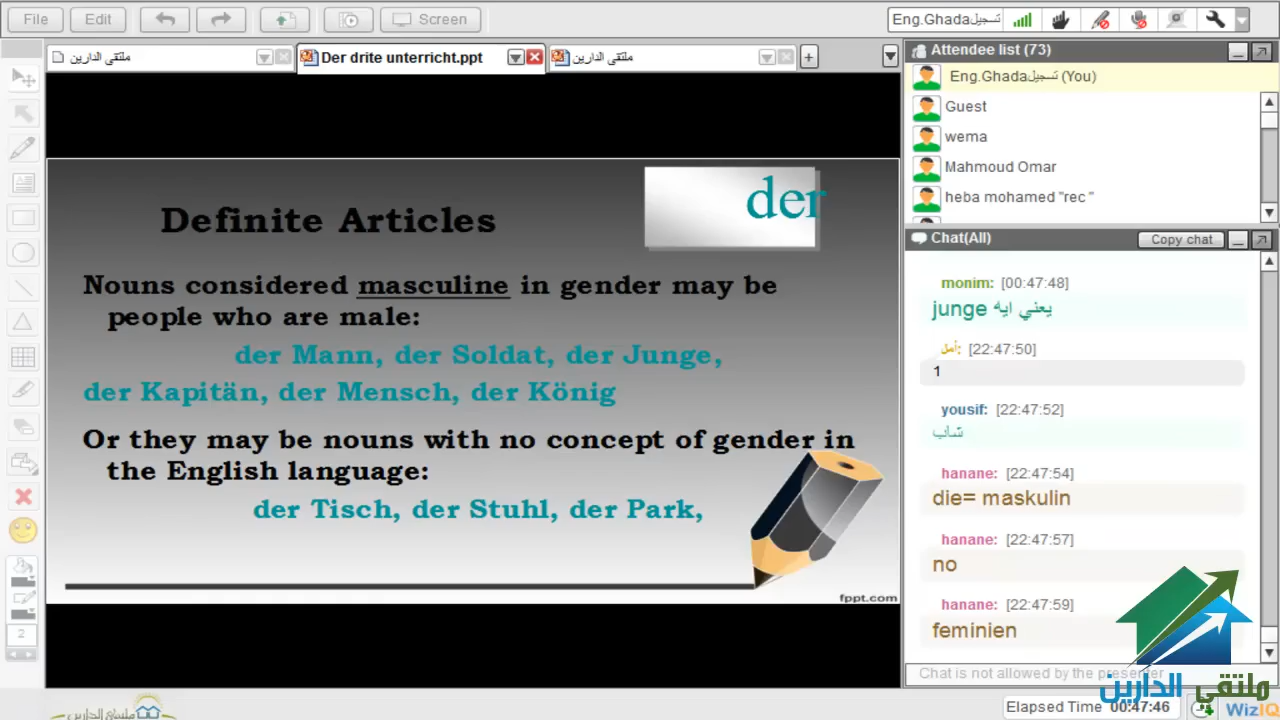 File Edit Screen Eng.Ghadaتسجيل
ملتقى الدارين Der drite unterricht.ppt ملتقى الدارين +
Attendee list (73)
Eng.Ghadaتسجيل (You)
Guest
wema
Mahmoud Omar
heba mohamed "rec "
der
Definite Articles
Nouns considered masculine in gender may be
people who are male:
der Mann, der Soldat, der Junge,
der Kapitän, der Mensch, der König
Or they may be nouns with no concept of gender in
the English language:
der Tisch, der Stuhl, der Park,
fppt.com
2
Chat(All) Copy chat
monim: [00:47:48]
junge يعني ايه
أمل: [22:47:50]
1
yousif: [22:47:52]
شاب
hanane: [22:47:54]
die= maskulin
hanane: [22:47:57]
no
hanane: [22:47:59]
feminien
Chat is not allowed by the presenter
ملتقى الدارين
ملتقى الدارين
Elapsed Time 00:47:46 WizIQ